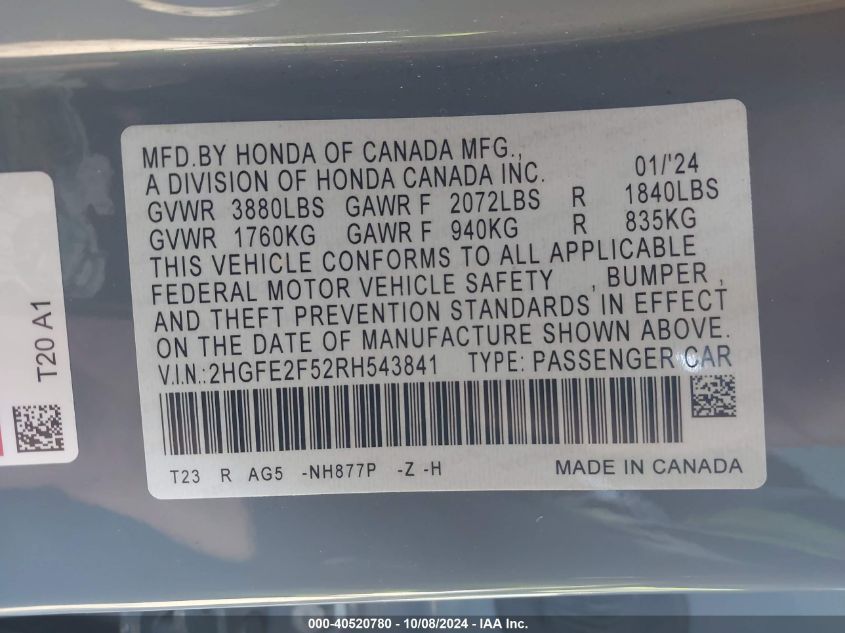 MFD.BY HONDA OF CANADA MFG.,
A DIVISION OF HONDA CANADA INC. 01/'24
GVWR 3880LBS GAWR F 2072LBS R 1840LBS
GVWR 1760KG GAWR F 940KG R 835KG
THIS VEHICLE CONFORMS TO ALL APPLICABLE
FEDERAL MOTOR VEHICLE SAFETY , BUMPER ,
AND THEFT PREVENTION STANDARDS IN EFFECT
ON THE DATE OF MANUFACTURE SHOWN ABOVE.
V.I.N.:2HGFE2F52RH543841 TYPE: PASSENGER CAR
T23 R AG5 -NH877P -Z -H MADE IN CANADA
T20 A1
000-40520780 - 10/08/2024 - IAA Inc.